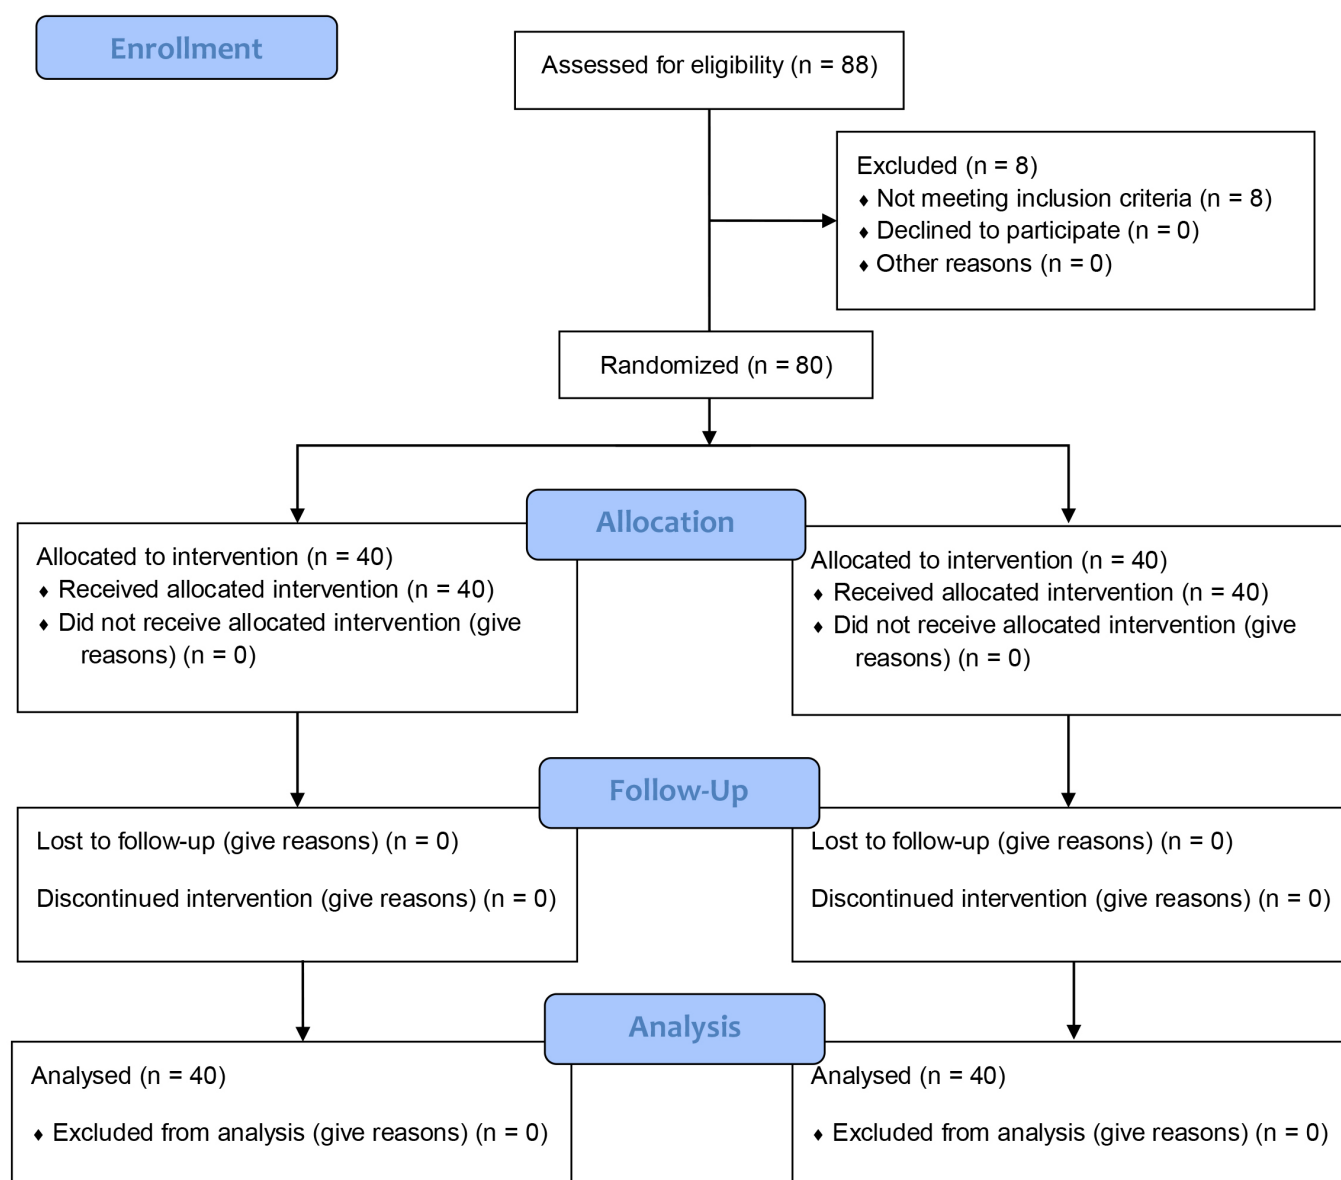 Enrollment
Assessed for eligibility (n = 88)
Excluded (n = 8)
♦ Not meeting inclusion criteria (n = 8)
♦ Declined to participate (n = 0)
♦ Other reasons (n = 0)
Randomized (n = 80)
Allocation
Allocated to intervention (n = 40)
♦ Received allocated intervention (n = 40)
♦ Did not receive allocated intervention (give
reasons) (n = 0)
Allocated to intervention (n = 40)
♦ Received allocated intervention (n = 40)
♦ Did not receive allocated intervention (give
reasons) (n = 0)
Follow-Up
Lost to follow-up (give reasons) (n = 0)
Discontinued intervention (give reasons) (n = 0)
Lost to follow-up (give reasons) (n = 0)
Discontinued intervention (give reasons) (n = 0)
Analysis
Analysed (n = 40)
♦ Excluded from analysis (give reasons) (n = 0)
Analysed (n = 40)
♦ Excluded from analysis (give reasons) (n = 0)